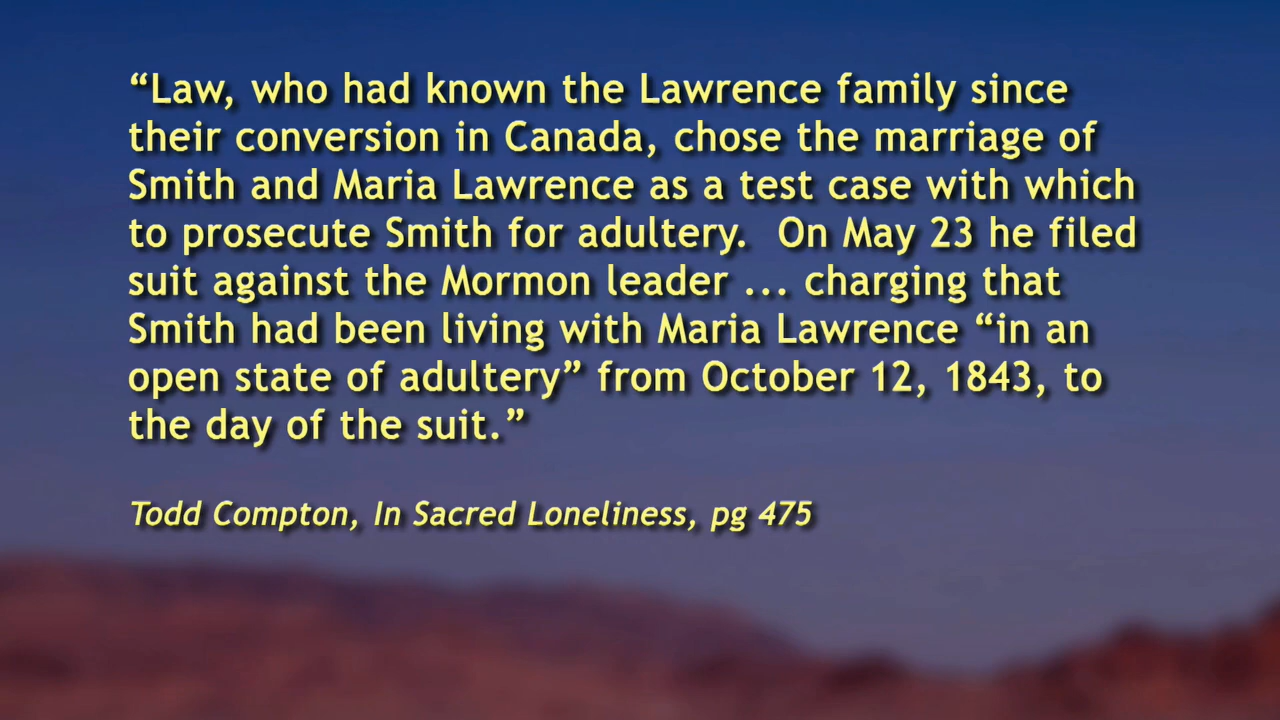 “Law, who had known the Lawrence family since
their conversion in Canada, chose the marriage of
Smith and Maria Lawrence as a test case with which
to prosecute Smith for adultery.  On May 23 he filed
suit against the Mormon leader ... charging that
Smith had been living with Maria Lawrence “in an
open state of adultery” from October 12, 1843, to
the day of the suit.”
Todd Compton, In Sacred Loneliness, pg 475